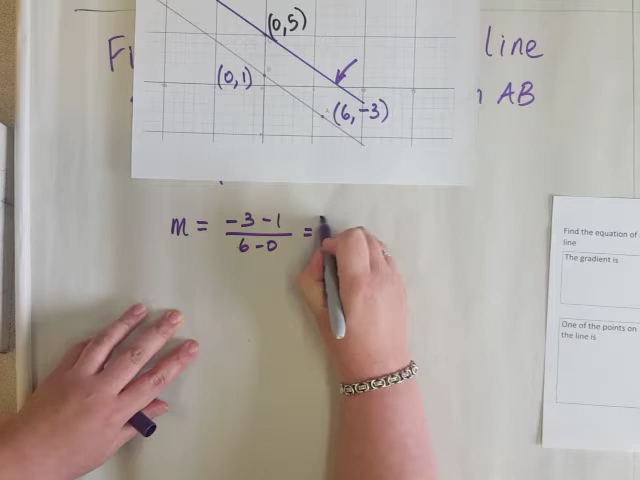 line
AB
(0,5)
(0,1)
(6,-3)
m = -3-1 / 6-0 =
Find the equation of
line
The gradient is
One of the points on
the line is